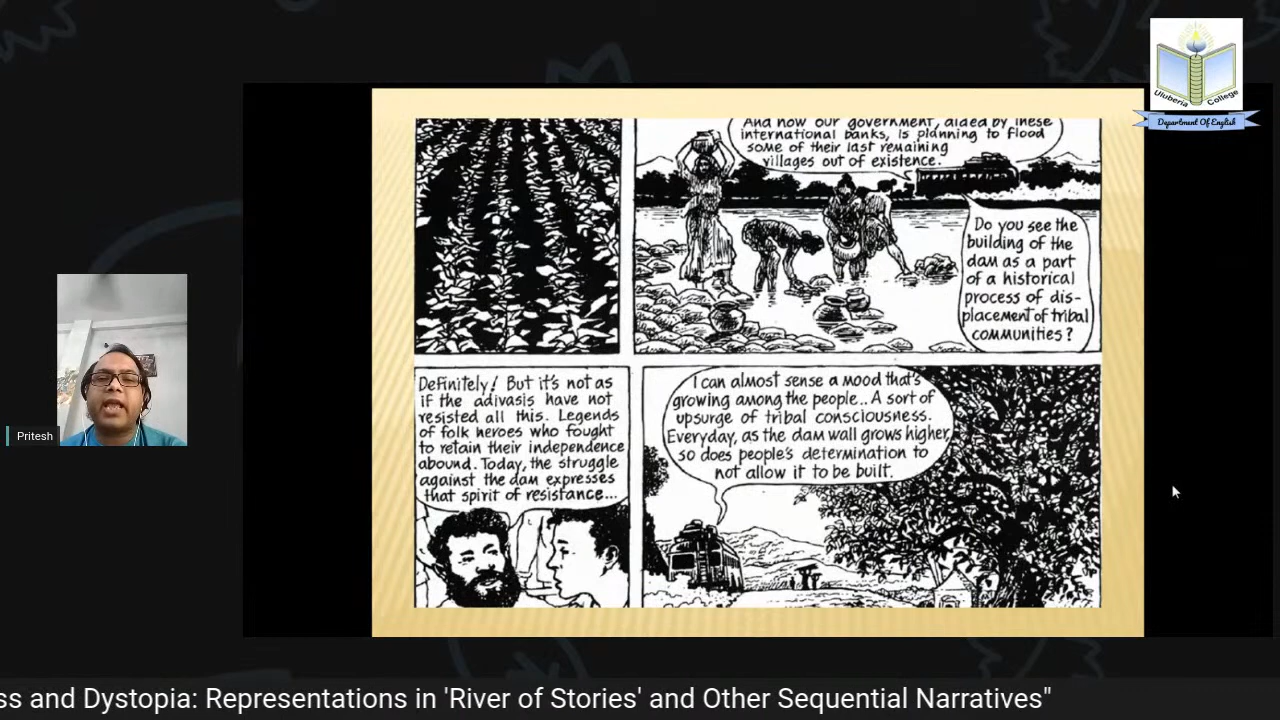 Uluberia College
Department Of English
And now our government, aided by these
international banks, is planning to flood
some of their last remaining
villages out of existence.
Do you see the
building of the
dam as a part
of a historical
process of dis-
placement of tribal
communities?
Definitely! But it's not as
if the adivasis have not
resisted all this. Legends
of folk heroes who fought
to retain their independence
abound. Today, the struggle
against the dam expresses
that spirit of resistance...
I can almost sense a mood that's
growing among the people.. A sort of
upsurge of tribal consciousness.
Everyday, as the dam wall grows higher,
so does people's determination to
not allow it to be built.
Pritesh
ss and Dystopia: Representations in 'River of Stories' and Other Sequential Narratives"